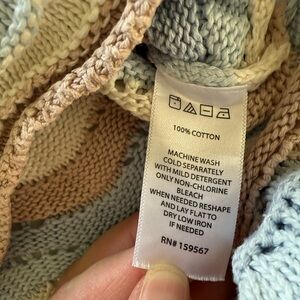 100% COTTON
MACHINE WASH
COLD SEPARATELY
WITH MILD DETERGENT
ONLY NON-CHLORINE
BLEACH
WHEN NEEDED RESHAPE
AND LAY FLAT TO
DRY LOW IRON
IF NEEDED
RN# 159567